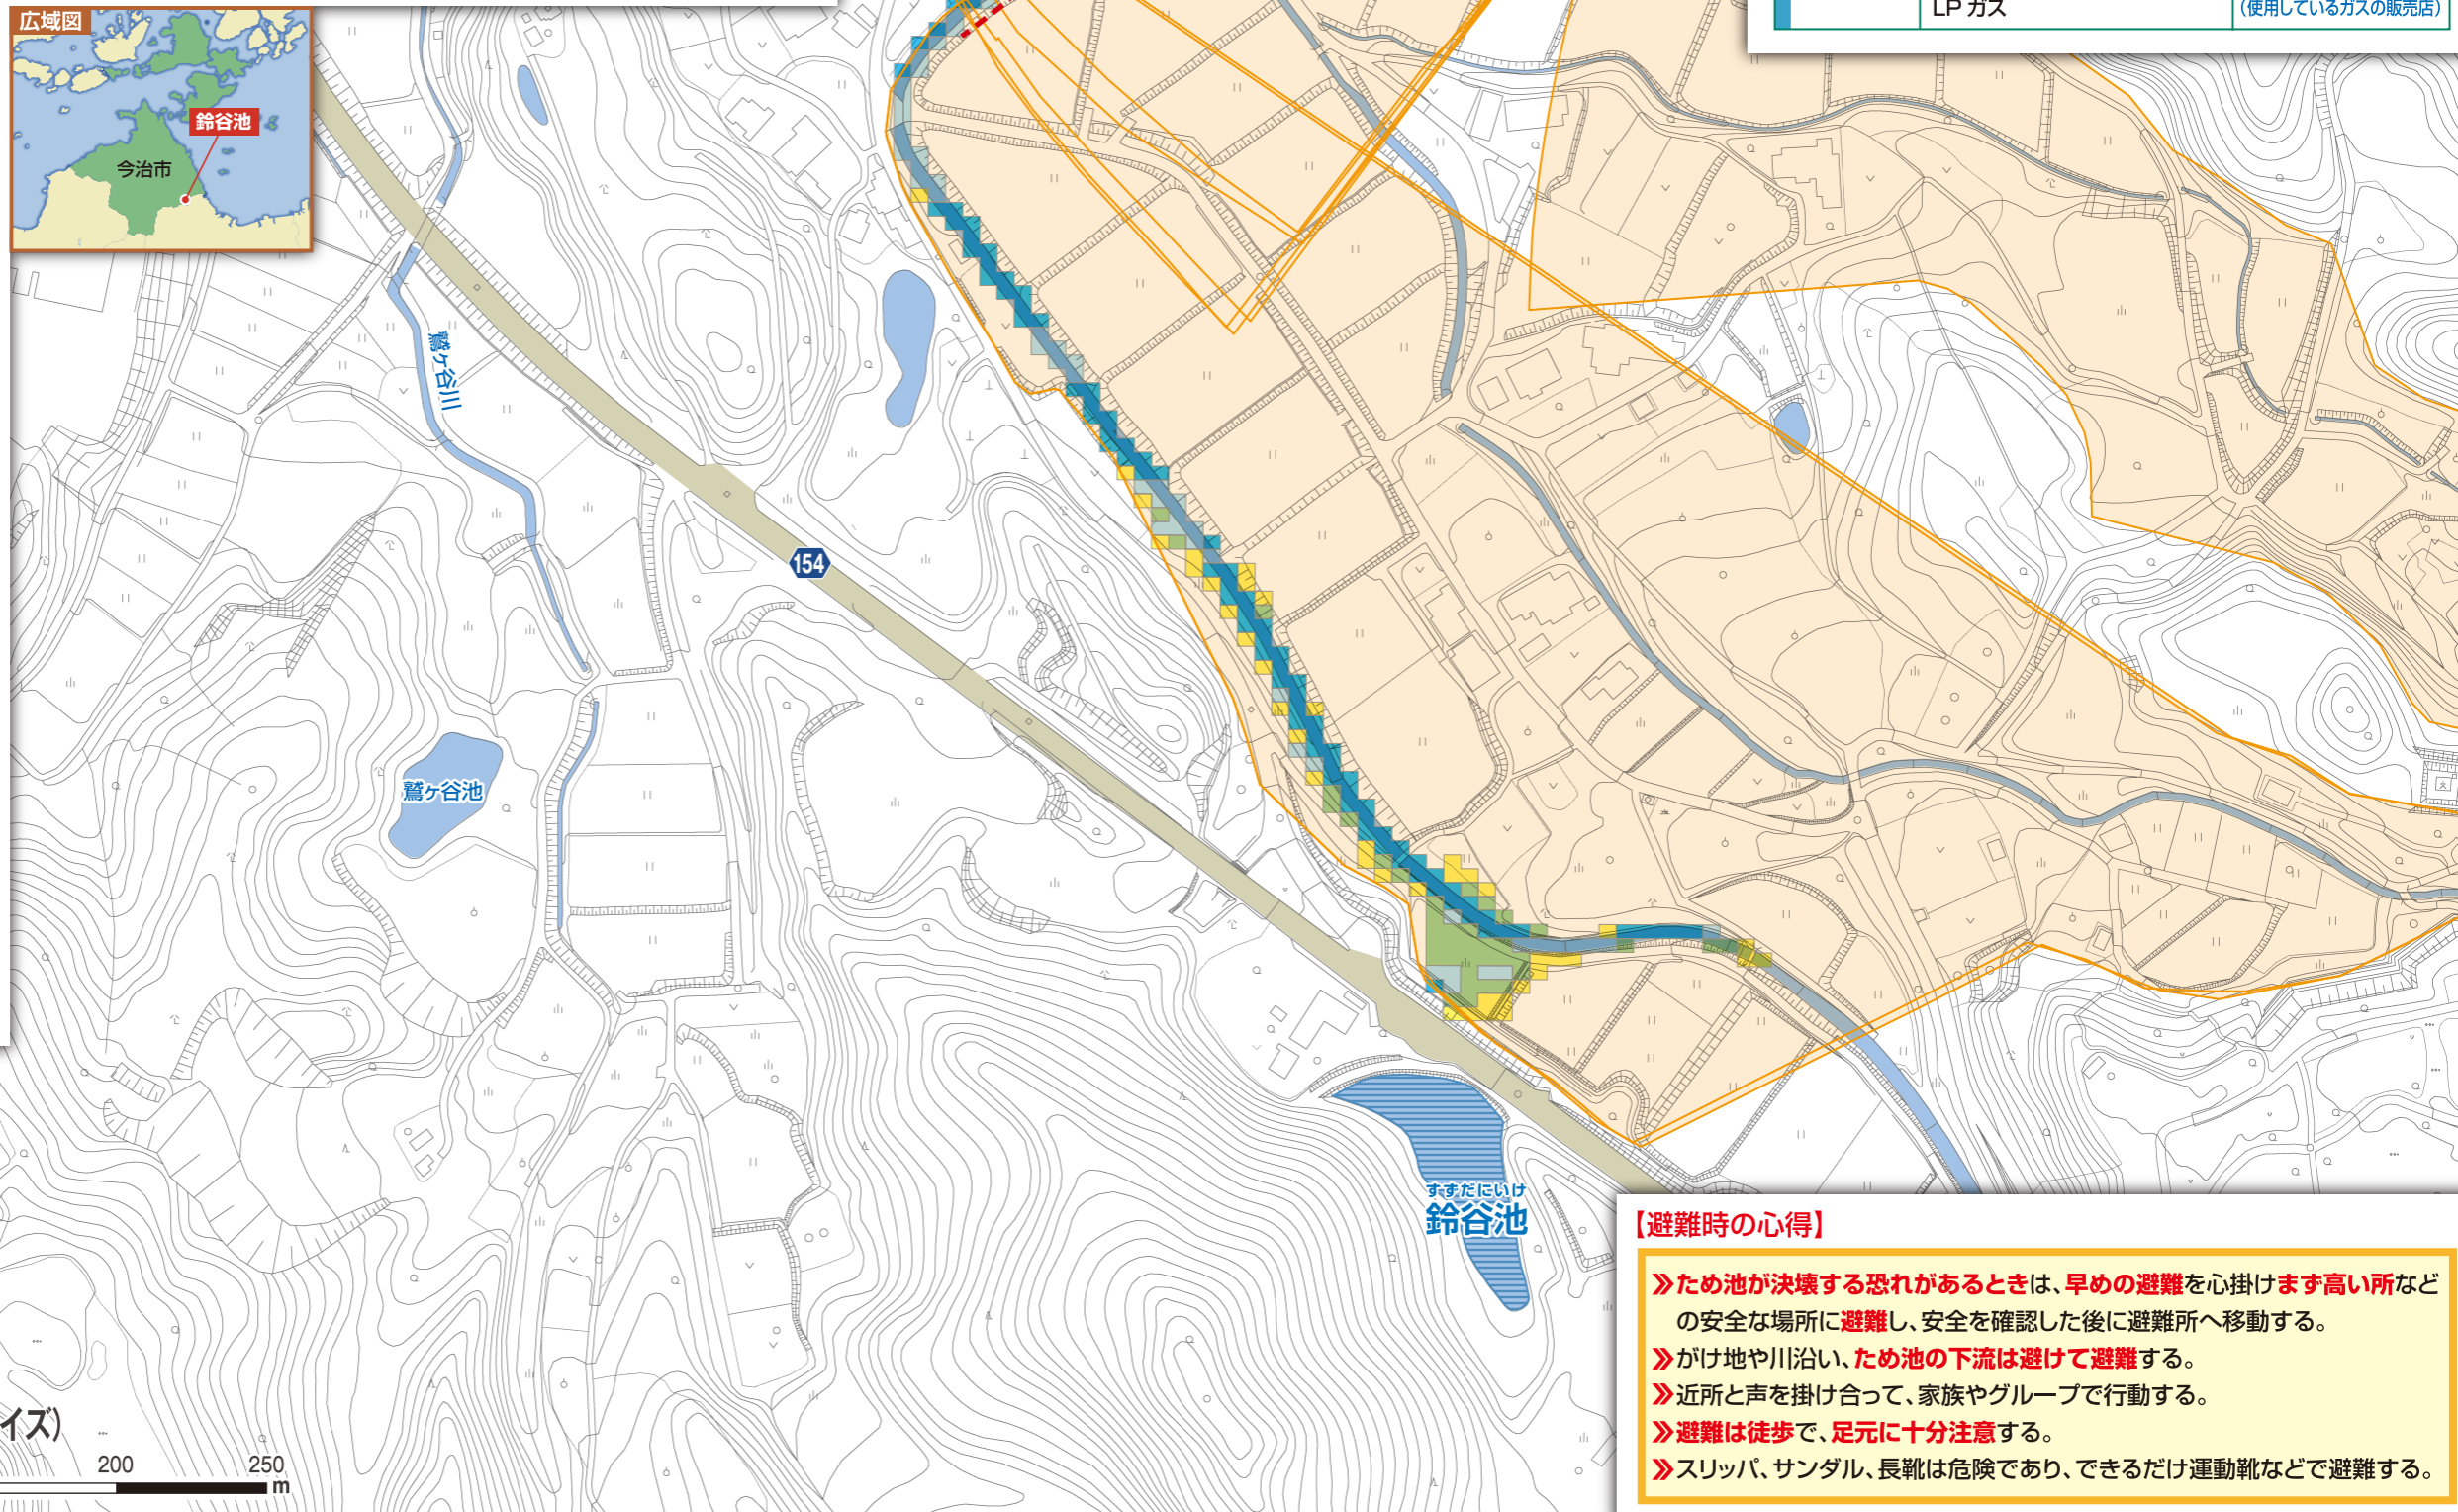 広域図
鈴谷池
今治市
LP ガス
(使用しているガスの販売店)
鷲ヶ谷川
154
鷲ヶ谷池
すずだにいけ
鈴谷池
【避難時の心得】
≫ため池が決壊する恐れがあるときは、早めの避難を心掛けまず高い所など
の安全な場所に避難し、安全を確認した後に避難所へ移動する。
≫がけ地や川沿い、ため池の下流は避けて避難する。
≫近所と声を掛け合って、家族やグループで行動する。
≫避難は徒歩で、足元に十分注意する。
≫スリッパ、サンダル、長靴は危険であり、できるだけ運動靴などで避難する。
イズ)
200
250
m